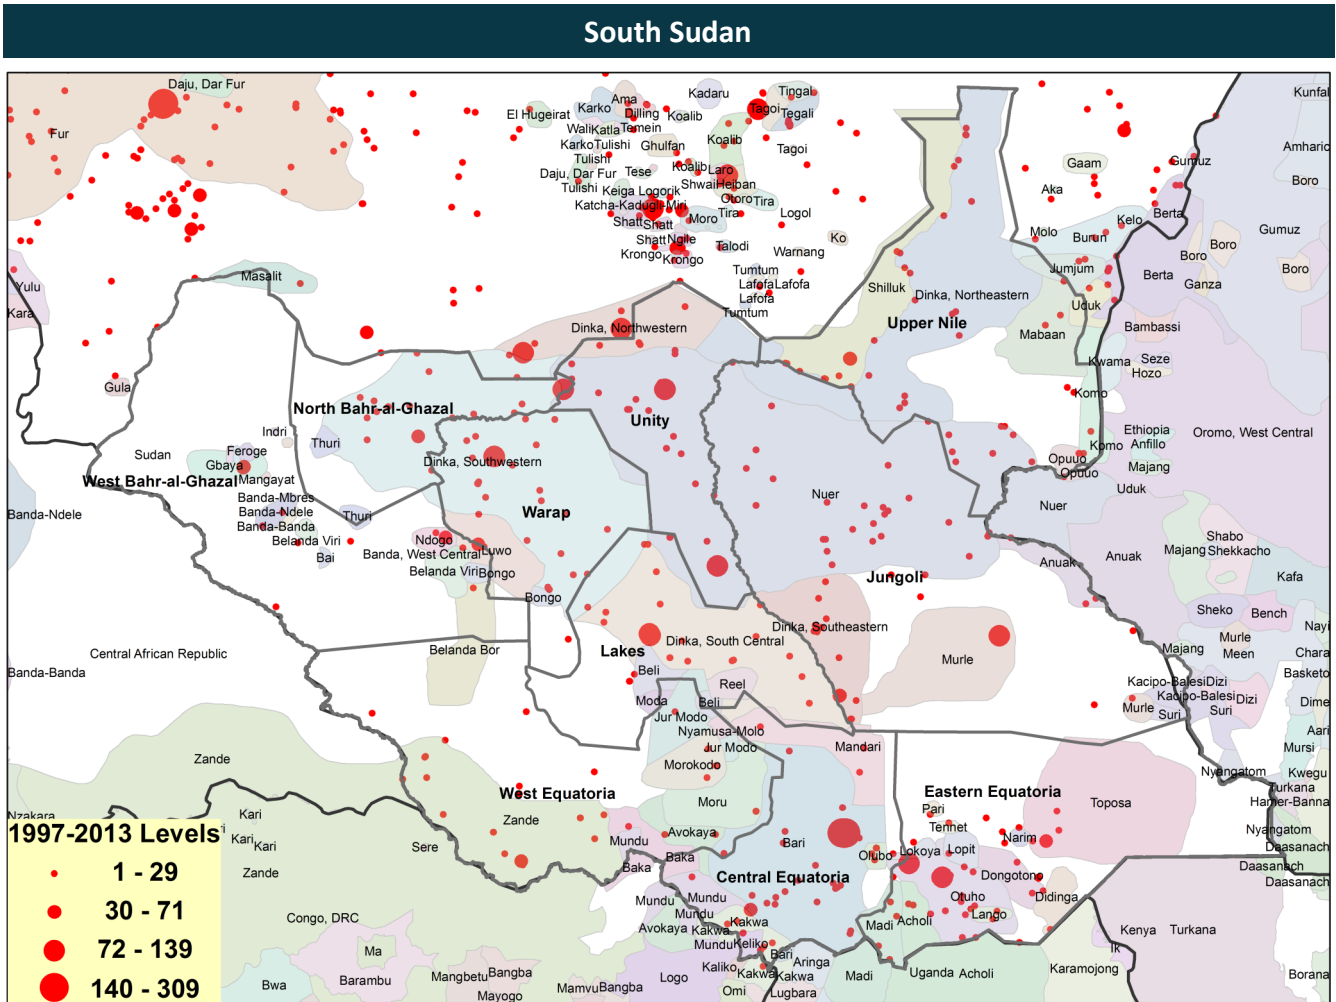 South Sudan
Daju, Dar Fur
Fur
El Hugeirat
Karko
Ama
Dilling
Koalib
Kadaru
Tingal
Tagoi
Tegali
Kunfal
Wali
Katla
Temein
Karko
Tulishi
Ghulfan
Koalib
Tagoi
Amharic
Tulishi
Daju, Dar Fur
Tese
Koalib
Laro
Gaam
Gumuz
Tulishi
Keiga
Logorik
Shwai
Heiban
Aka
Boro
Katcha-Kadugli-Miri
Otoro
Tira
Shatt
Shatt
Moro
Tira
Logol
Kelo
Berta
Shatt
Ngile
Talodi
Ko
Molo
Burun
Gumuz
Krongo
Krongo
Warnang
Boro
Boro
Boro
Masalit
Tumtum
Jumjum
Berta
Ganza
Yulu
Lafofa
Lafofa
Shilluk
Dinka, Northeastern
Kara
Lafofa
Tumtum
Uduk
Dinka, Northwestern
Upper Nile
Mabaan
Bambassi
Kwama
Seze
Hozo
Gula
Komo
North Bahr-al-Ghazal
Unity
Indri
Thuri
Ethiopia
Anfillo
Oromo, West Central
Sudan
Feroge
Gbaya
Komo
Dinka, Southwestern
Opuuo
Opuuo
Majang
West Bahr-al-Ghazal
Mangayat
Uduk
Banda-Mbres
Nuer
Nuer
Banda-Ndele
Banda-Ndele
Thuri
Warap
Banda-Banda
Belanda Viri
Ndogo
Shabo
Bai
Banda, West Central
Luwo
Majang
Shekkacho
Belanda Viri
Bongo
Anuak
Anuak
Jungoli
Kafa
Bongo
Sheko
Bench
Dinka, Southeastern
Nayi
Central African Republic
Belanda Bor
Lakes
Dinka, South Central
Murle
Murle
Meen
Majang
Chara
Banda-Banda
Beli
Reel
Kacipo-Balesi
Dizi
Basketo
Moda
Beli
Kacipo-Balesi
Dizi
Dime
Jur Modo
Murle
Suri
Suri
Nyamusa-Molo
Jur Modo
Mandari
Aari
Mursi
Zande
Morokodo
Nyangatom
Kwegu
Turkana
West Equatoria
Eastern Equatoria
Moru
Toposa
Hamer-Banna
Nzakara
Kari
Zande
Pari
Tennet
Nyangatom
1997-2013 Levels
Kari
Kari
Sere
Mundu
Avokaya
Bari
Narim
Daasanach
Olubo
Lokoya
Lopit
Baka
Baka
Daasanach
1 - 29
Zande
Central Equatoria
Dongotono
Daasanach
Mundu
Mundu
Otuho
Didinga
30 - 71
Congo, DRC
Mundu
Kakwa
Madi
Acholi
Lango
Avokaya
Kakwa
Kenya
Turkana
72 - 139
Ma
Mundu
Keliko
Bari
Ik
Barambu
Mangbetu
Bangba
Logo
Kaliko
Kakwa
Kakwa
Aringa
Madi
Uganda
Acholi
Karamojong
Borana
140 - 309
Bwa
Mayogo
Mamvu
Bangba
Omi
Lugbara